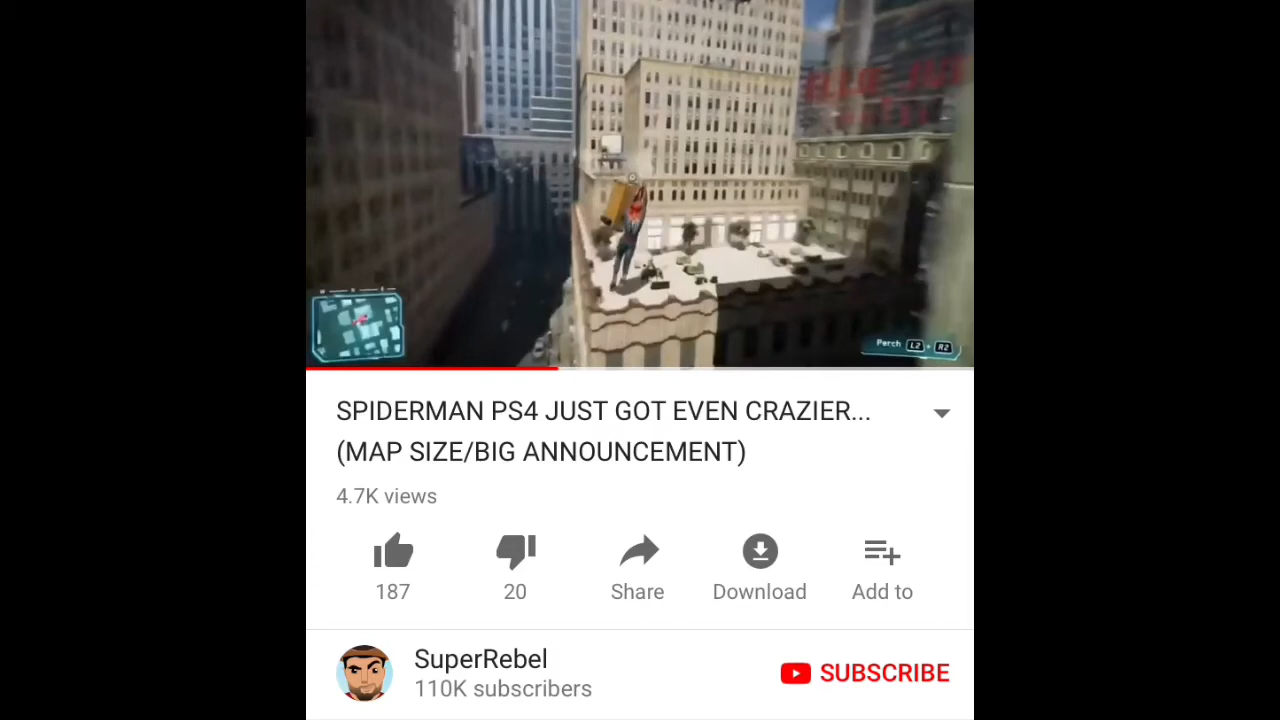 Perch L2 + R2
SPIDERMAN PS4 JUST GOT EVEN CRAZIER...
(MAP SIZE/BIG ANNOUNCEMENT)
4.7K views
187
20
Share
Download
Add to
SuperRebel
110K subscribers
SUBSCRIBE